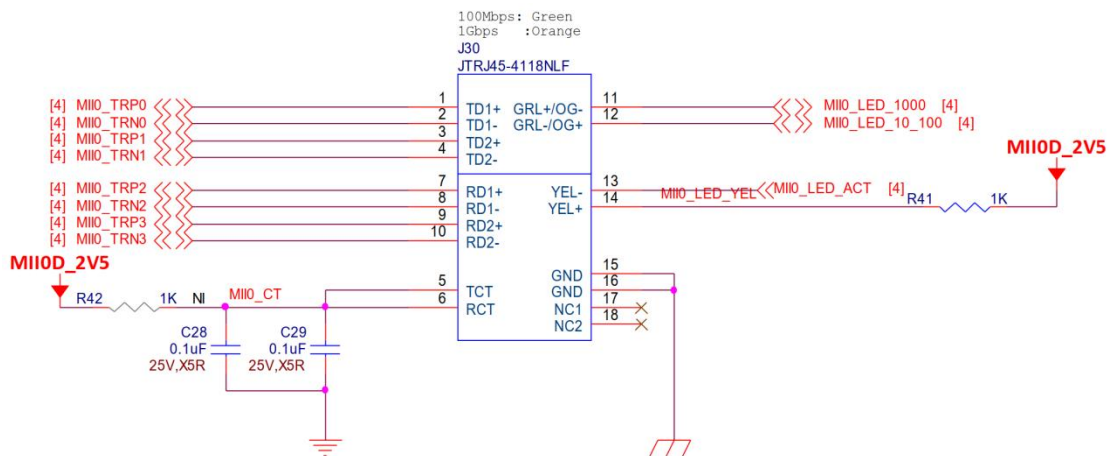 100Mbps: Green
1Gbps   :Orange
J30
JTRJ45-4118NLF
[4] MII0_TRP0 1 TD1+ GRL+/OG- 11 MII0_LED_1000 [4]
[4] MII0_TRN0 2 TD1- GRL-/OG+ 12 MII0_LED_10_100 [4]
[4] MII0_TRP1 3 TD2+
[4] MII0_TRN1 4 TD2-
MII0D_2V5
[4] MII0_TRP2 7 RD1+ YEL- 13 MII0_LED_YEL MII0_LED_ACT [4]
[4] MII0_TRN2 8 RD1- YEL+ 14 R41 1K
[4] MII0_TRP3 9 RD2+
[4] MII0_TRN3 10 RD2-
MII0D_2V5
GND 15
R42 1K NI MII0_CT 5 TCT GND 16
6 RCT NC1 17
NC2 18
C28 C29
0.1uF 0.1uF
25V,X5R 25V,X5R